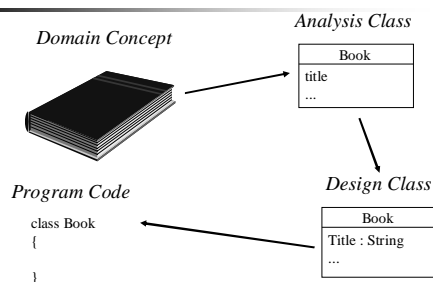 Domain Concept
Analysis Class
Book
title
...
Program Code
class Book
{
}
Design Class
Book
Title : String
...